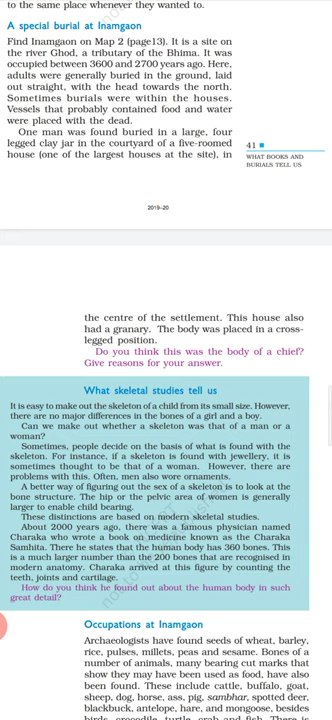 to the same place whenever they wanted to.
A special burial at Inamgaon
Find Inamgaon on Map 2 (page13). It is a site on
the river Ghod, a tributary of the Bhima. It was
occupied between 3600 and 2700 years ago. Here,
adults were generally buried in the ground, laid
out straight, with the head towards the north.
Sometimes burials were within the houses.
Vessels that probably contained food and water
were placed with the dead.
One man was found buried in a large, four
legged clay jar in the courtyard of a five-roomed
house (one of the largest houses at the site), in
41
WHAT BOOKS AND
BURIALS TELL US
2019-20
the centre of the settlement. This house also
had a granary. The body was placed in a cross-
legged position.
Do you think this was the body of a chief?
Give reasons for your answer.
What skeletal studies tell us
It is easy to make out the skeleton of a child from its small size. However,
there are no major differences in the bones of a girl and a boy.
Can we make out whether a skeleton was that of a man or a
woman?
Sometimes, people decide on the basis of what is found with the
skeleton. For instance, if a skeleton is found with jewellery, it is
sometimes thought to be that of a woman. However, there are
problems with this. Often, men also wore ornaments.
A better way of figuring out the sex of a skeleton is to look at the
bone structure. The hip or the pelvic area of women is generally
larger to enable child bearing.
These distinctions are based on modern skeletal studies.
About 2000 years ago, there was a famous physician named
Charaka who wrote a book on medicine known as the Charaka
Samhita. There he states that the human body has 360 bones. This
is a much larger number than the 200 bones that are recognised in
modern anatomy. Charaka arrived at this figure by counting the
teeth, joints and cartilage.
How do you think he found out about the human body in such
great detail?
Occupations at Inamgaon
Archaeologists have found seeds of wheat, barley,
rice, pulses, millets, peas and sesame. Bones of a
number of animals, many bearing cut marks that
show they may have been used as food, have also
been found. These include cattle, buffalo, goat,
sheep, dog, horse, ass, pig, sambhar, spotted deer,
blackbuck, antelope, hare, and mongoose, besides
birds, crocodile, turtle, crab and fish. There is